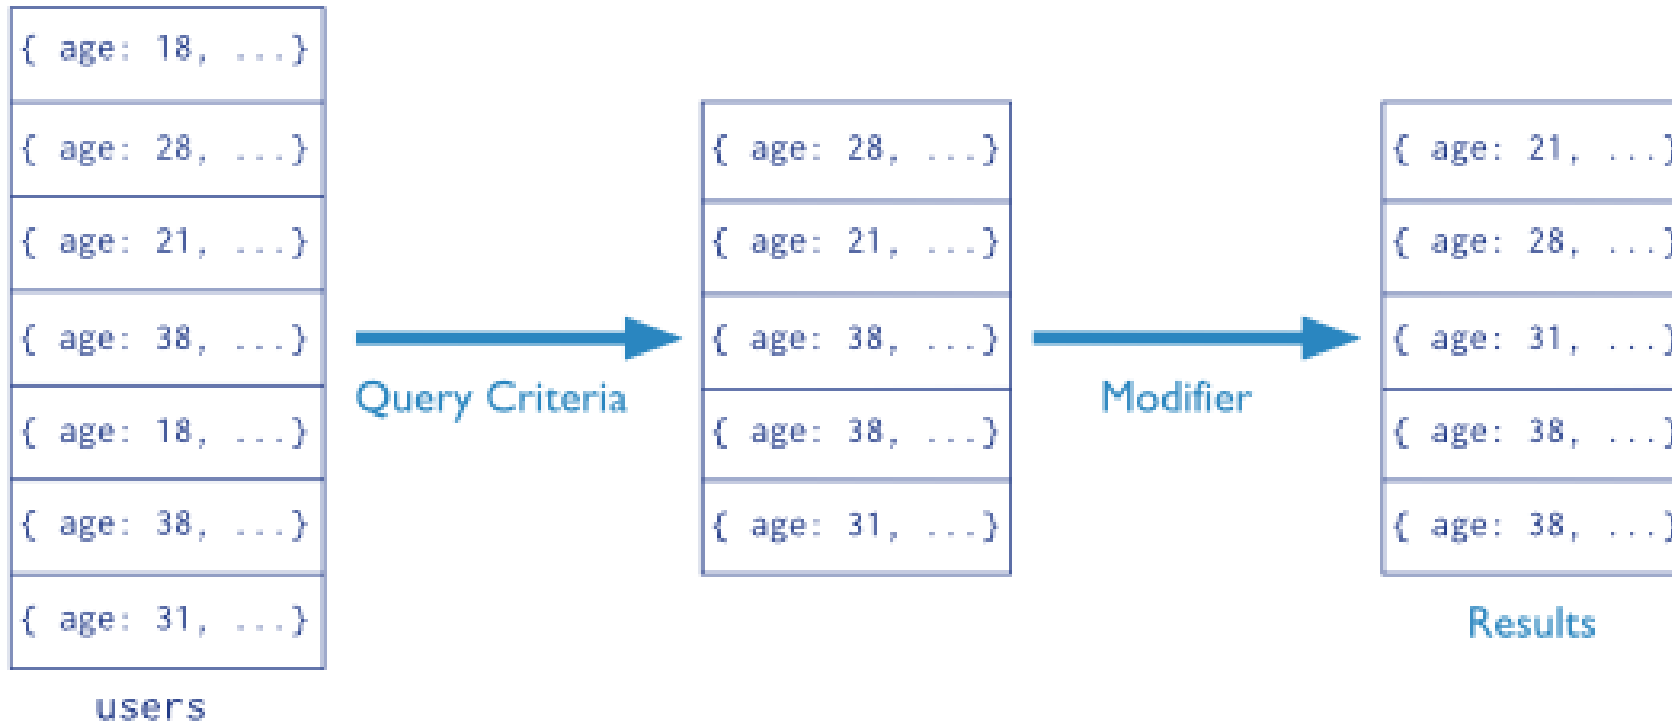 { age: 18, ...}
{ age: 28, ...}
{ age: 21, ...}
{ age: 38, ...}
{ age: 18, ...}
{ age: 38, ...}
{ age: 31, ...}
users
Query Criteria
{ age: 28, ...}
{ age: 21, ...}
{ age: 38, ...}
{ age: 38, ...}
{ age: 31, ...}
Modifier
{ age: 21, ...}
{ age: 28, ...}
{ age: 31, ...}
{ age: 38, ...}
{ age: 38, ...}
Results